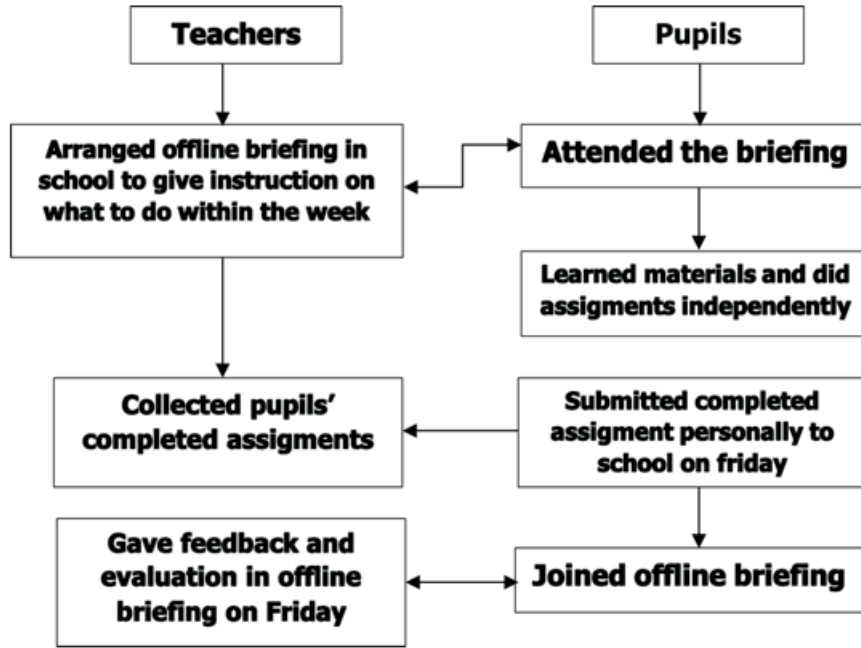 Teachers
Pupils
Arranged offline briefing in
school to give instruction on
what to do within the week
Attended the briefing
Learned materials and did
assigments independently
Collected pupils’
completed assigments
Submitted completed
assigment personally to
school on friday
Gave feedback and
evaluation in offline
briefing on Friday
Joined offline briefing